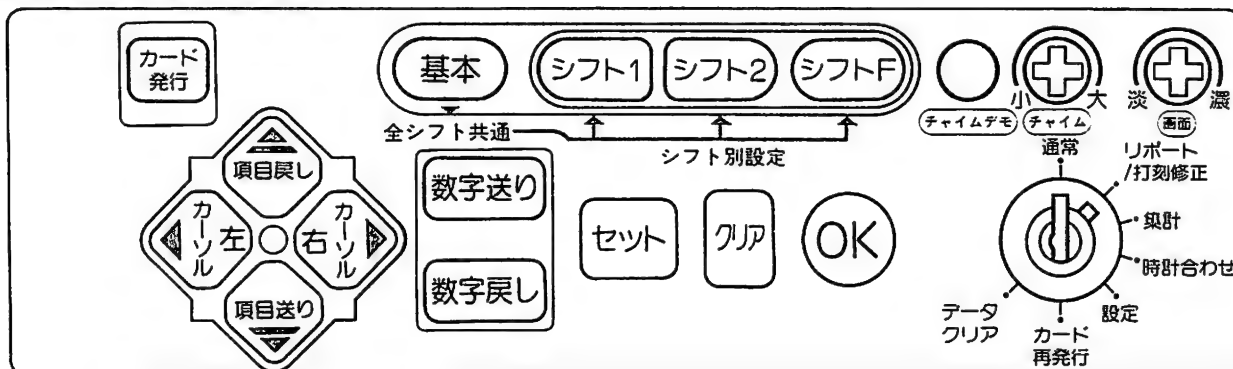 カード
発行
基本
シフト1
シフト2
シフトF
小
大
淡
濃
チャイムデモ
チャイム
画面
全シフト共通
シフト別設定
通常
リポート
/打刻修正
集計
時計合わせ
設定
カード
再発行
データ
クリア
項目戻し
カーソル
左
右
カーソル
項目送り
数字送り
数字戻し
セット
クリア
OK